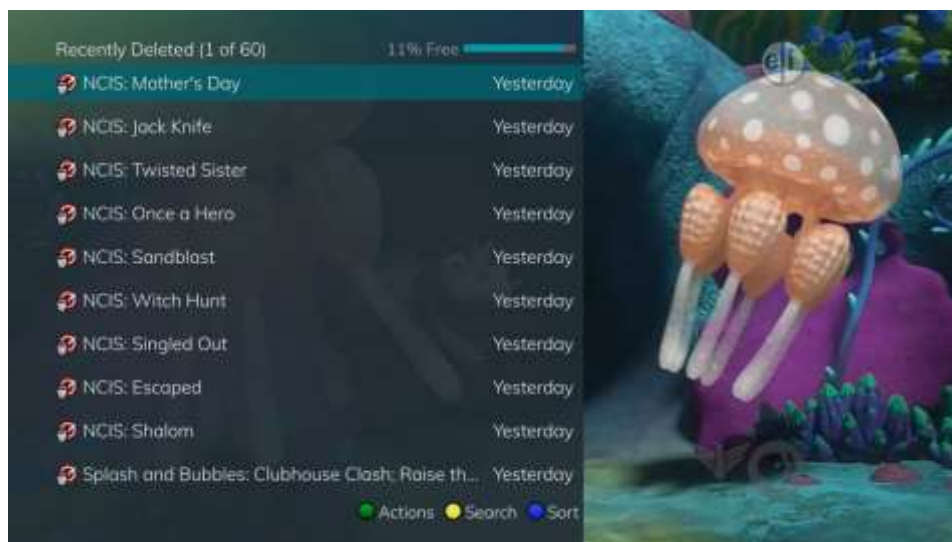 Recently Deleted (1 of 60) 11% Free
NCIS: Mother's Day Yesterday
NCIS: Jack Knife Yesterday
NCIS: Twisted Sister Yesterday
NCIS: Once a Hero Yesterday
NCIS: Sandblast Yesterday
NCIS: Witch Hunt Yesterday
NCIS: Singled Out Yesterday
NCIS: Escaped Yesterday
NCIS: Shalom Yesterday
Splash and Bubbles: Clubhouse Clash; Raise th... Yesterday
Actions Search Sort